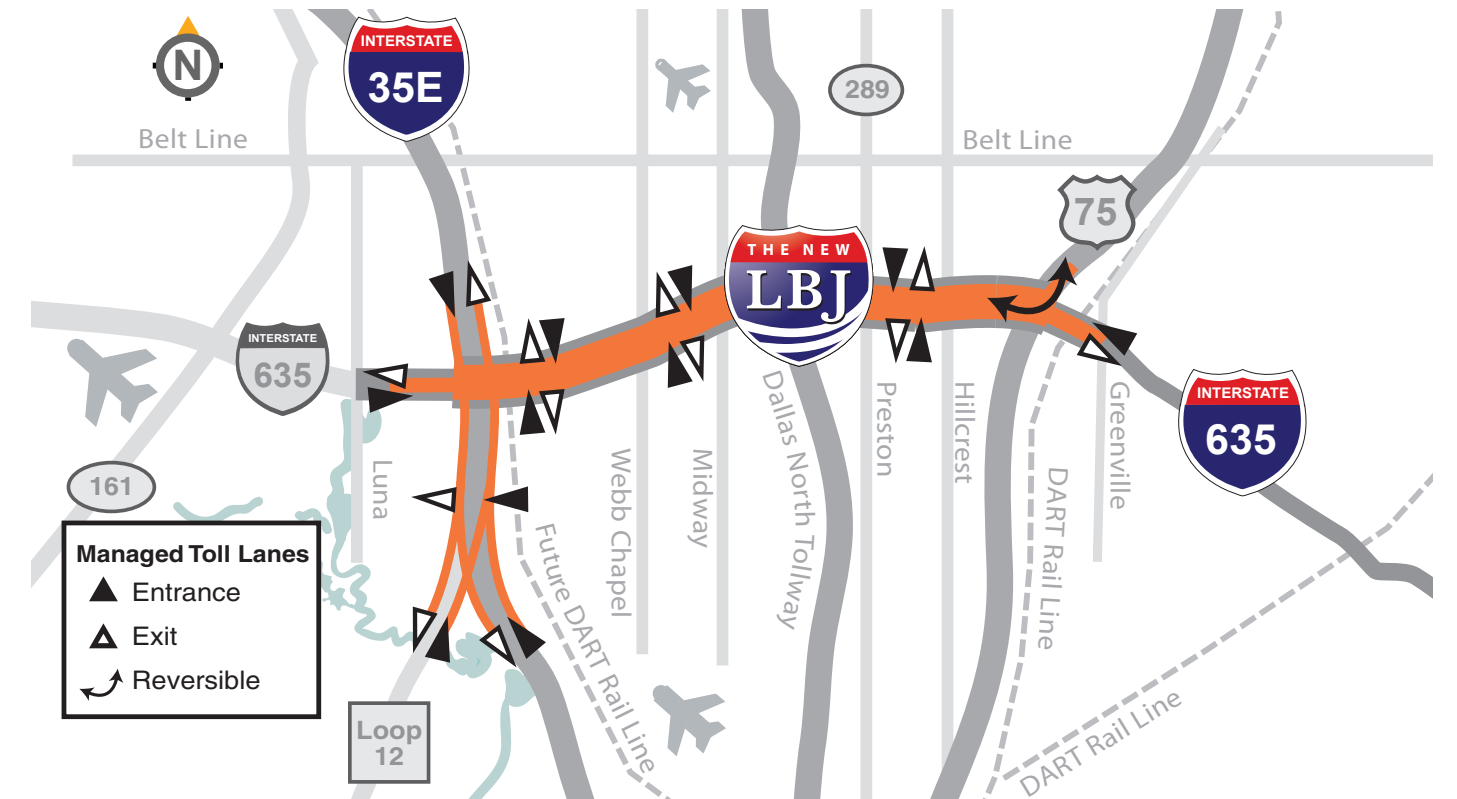 N
INTERSTATE
35E
289
Belt Line
Belt Line
75
THE NEW
LBJ
INTERSTATE
635
INTERSTATE
635
161
Luna
Webb Chapel
Midway
Dallas North Tollway
Preston
Hillcrest
Greenville
DART Rail Line
Future DART Rail Line
DART Rail Line
Managed Toll Lanes
Entrance
Exit
Reversible
Loop
12